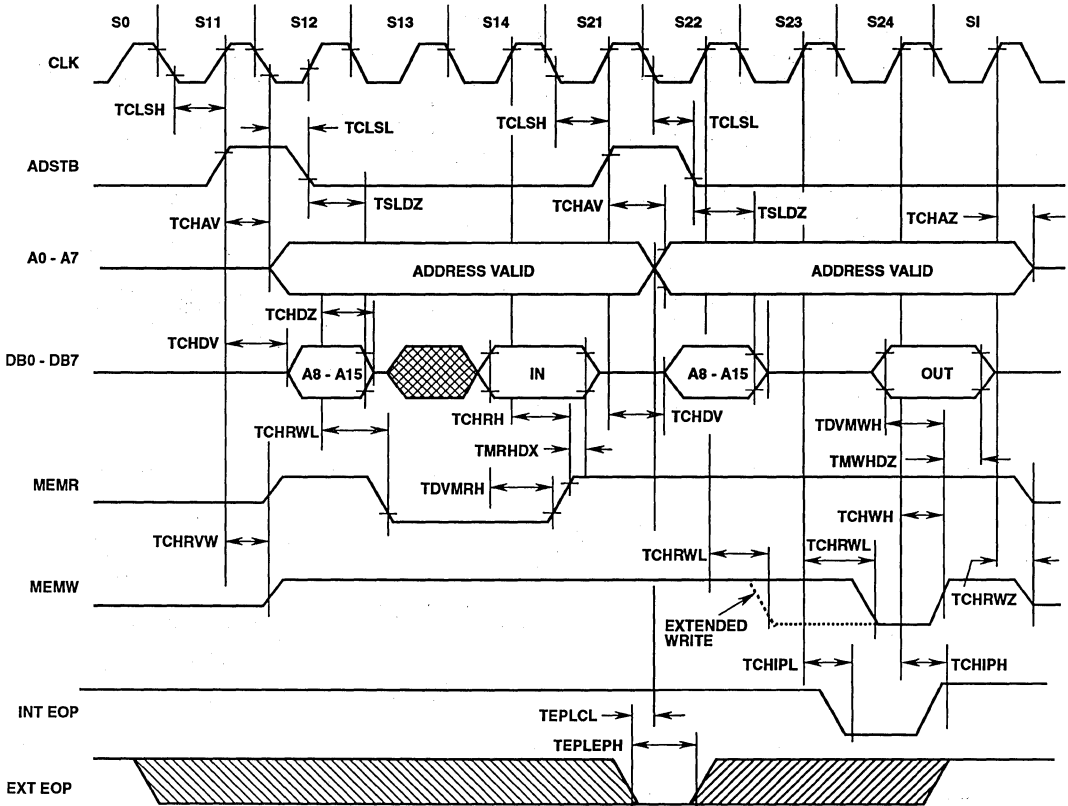 S0 S11 S12 S13 S14 S21 S22 S23 S24 SI
CLK
TCLSH TCLSL TCLSH TCLSL
ADSTB
TCHAV TSLDZ TCHAV TSLDZ TCHAZ
A0 - A7 ADDRESS VALID ADDRESS VALID
TCHDZ
TCHDV
DB0 - DB7 A8 - A15 IN A8 - A15 OUT
TCHRH TCHDV
TCHRWL TDVMWH
TMRHDX TMWHDZ
MEMR TDVMRH
TCHWH
TCHRVW TCHRWL TCHRWL
MEMW TCHRWZ
EXTENDED
WRITE
TCHIPL TCHIPH
INT EOP
TEPLCL
TEPLEPH
EXT EOP